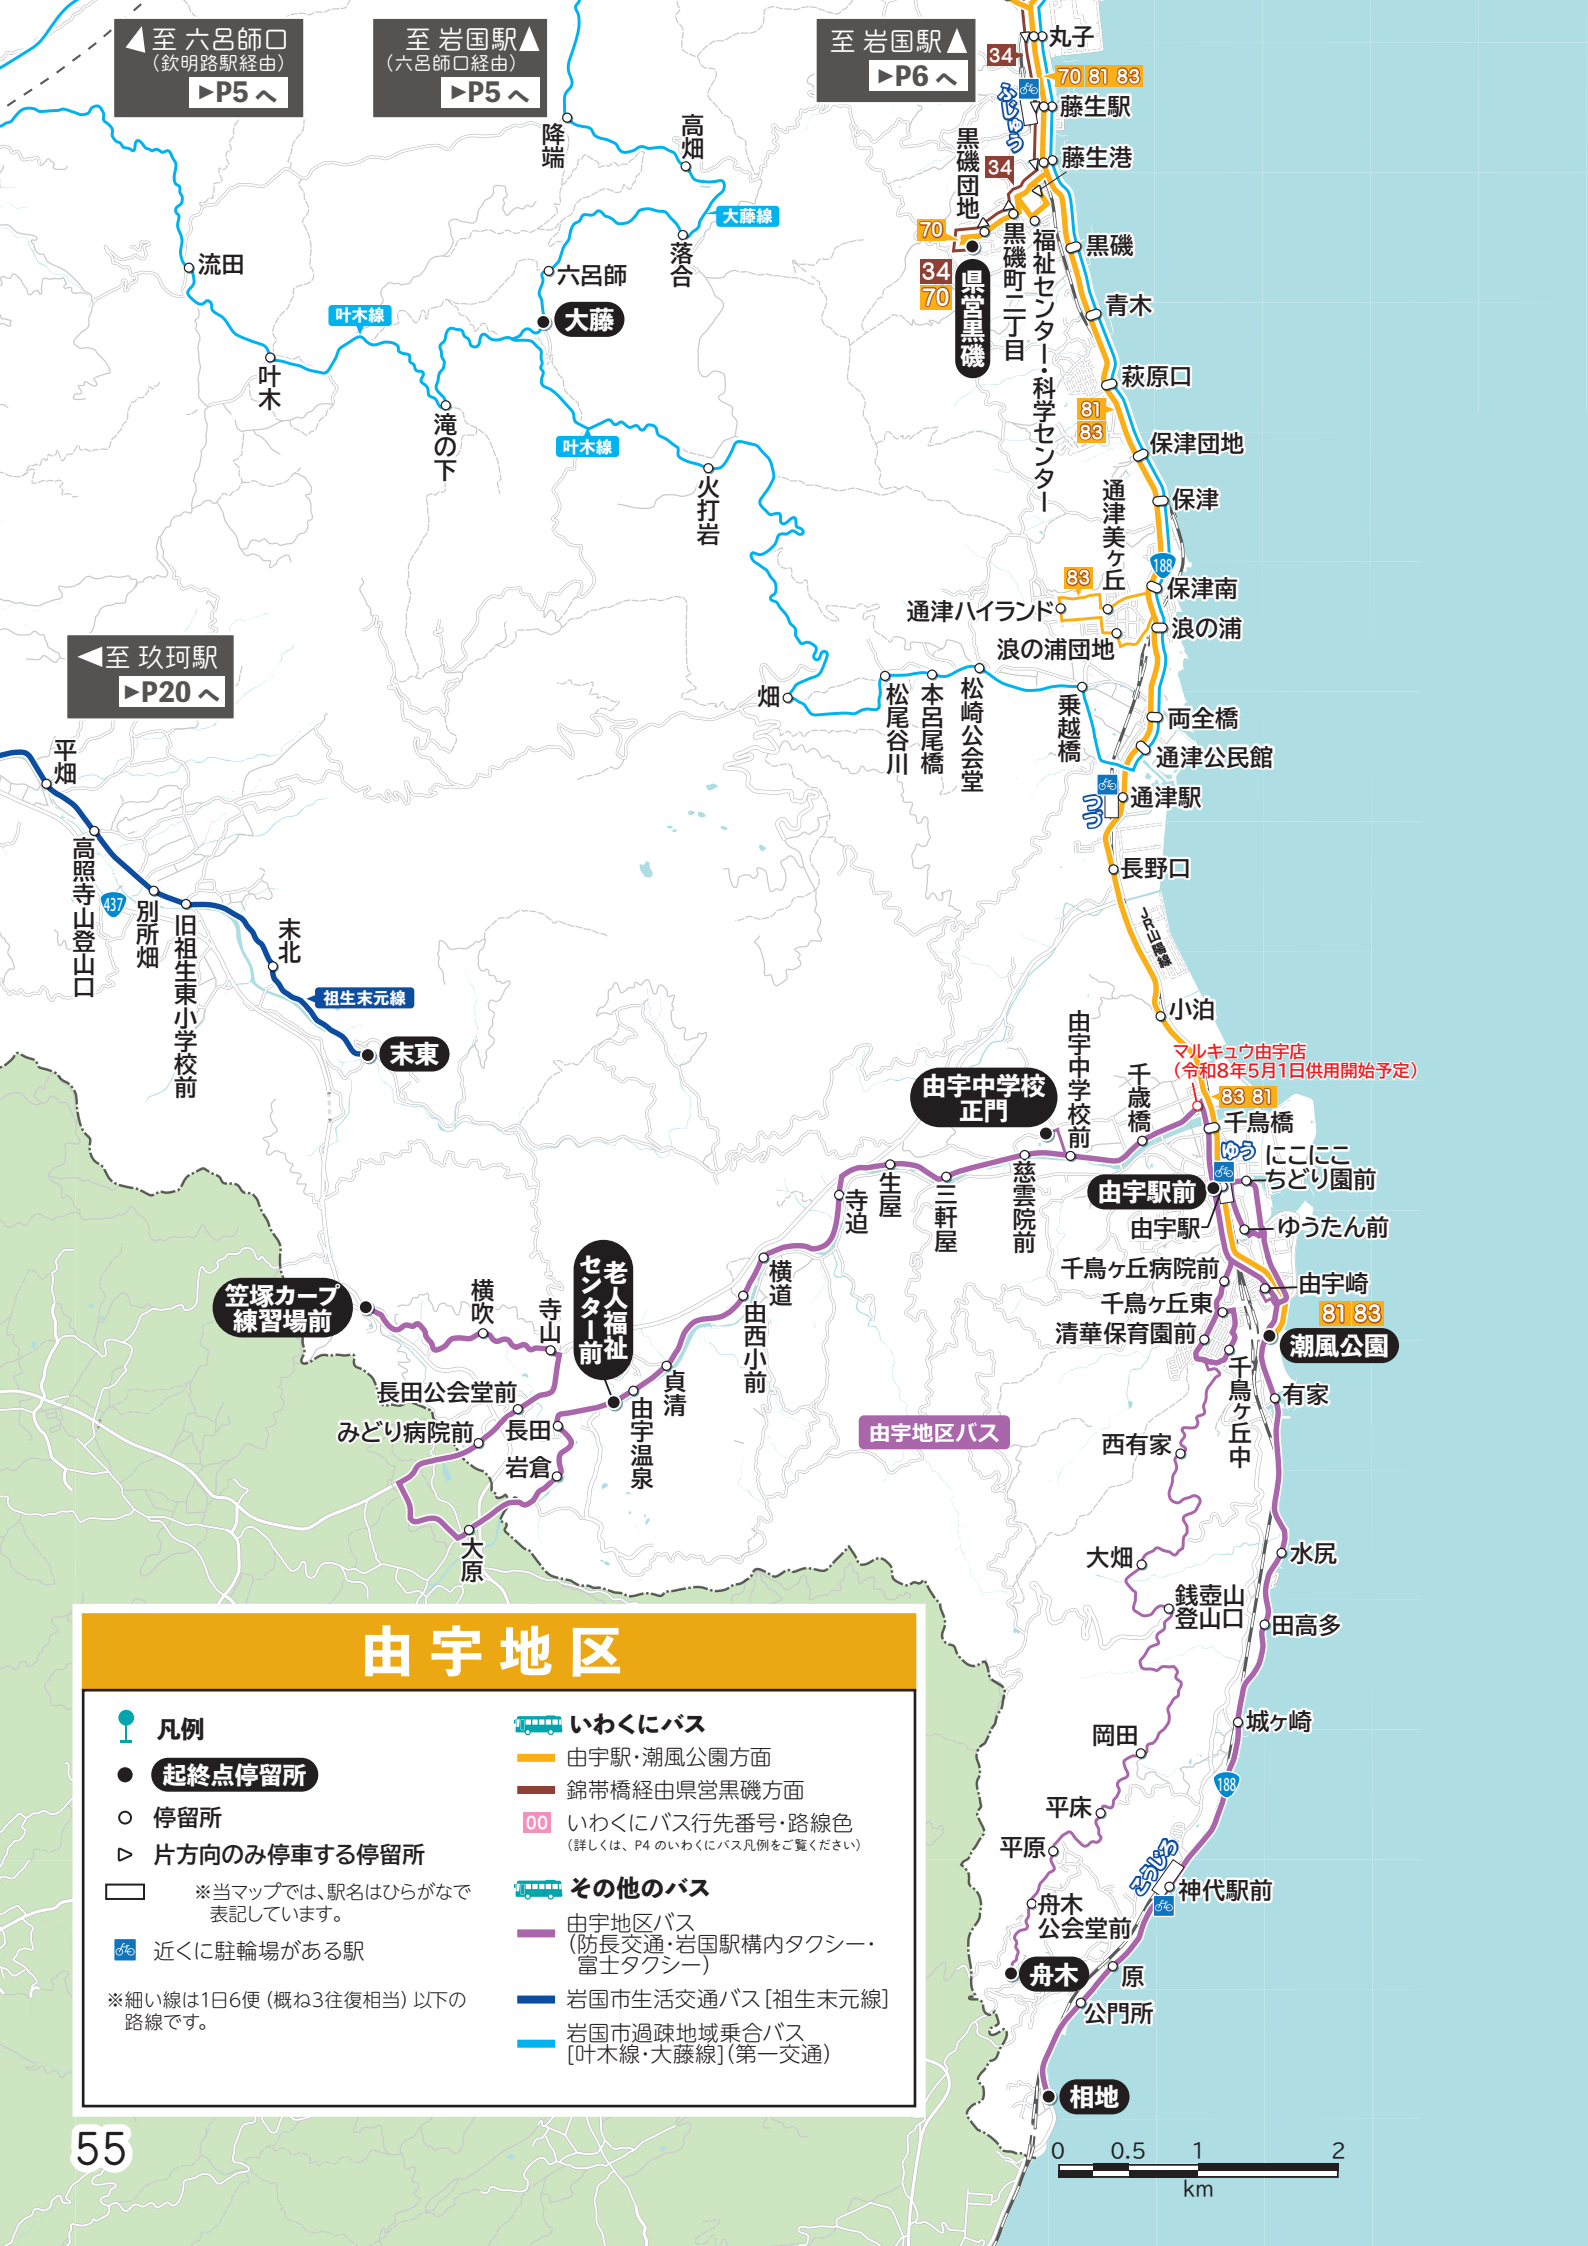 至 六呂師口
（欽明路駅経由）
▶P5 へ
至 岩国駅
（六呂師口経由）
▶P5 へ
至 岩国駅
▶P6 へ
丸子
34
70 81 83
ふじゅう
藤生駅
藤生港
降端
高畑
大藤線
落合
六呂師
大藤
流田
叶木線
叶木
滝の下
叶木線
火打岩
黒磯団地
34
70
34
70
県営黒磯
黒磯町二丁目
福祉センター・科学センター
黒磯
青木
萩原口
81
83
保津団地
保津
通津美ヶ丘
188
83
保津南
通津ハイランド
浪の浦
浪の浦団地
至 玖珂駅
▶P20 へ
畑
松尾谷川
本呂尾橋
松崎公会堂
乗越橋
両全橋
通津公民館
つづ
通津駅
長野口
JR山陽線
小泊
平畑
高照寺山登山口
437
別所畑
旧祖生東小学校前
末北
祖生末元線
末東
マルキュウ由宇店
（令和8年5月1日供用開始予定）
83 81
千鳥橋
ゆう
にこにこ
ちどり園前
由宇駅前
由宇駅
ゆうたん前
由宇中学校
正門
由宇中学校前
千歳橋
慈雲院前
三軒屋
生屋
寺迫
横道
由西小前
貞清
由宇温泉
老人福祉
センター前
千鳥ヶ丘病院前
千鳥ヶ丘東
清華保育園前
千鳥ヶ丘中
由宇崎
81 83
潮風公園
有家
笠塚カープ
練習場前
横吹
寺山
長田公会堂前
みどり病院前
長田
岩倉
大原
由宇地区バス
西有家
大畑
銭壺山
登山口
水尻
田高多
城ヶ崎
188
岡田
平床
平原
こうじろ
神代駅前
舟木
公会堂前
舟木
原
公門所
相地
由宇地区
凡例
起終点停留所
停留所
片方向のみ停車する停留所
※当マップでは、駅名はひらがなで
表記しています。
近くに駐輪場がある駅
※細い線は1日6便（概ね3往復相当）以下の
路線です。
いわくにバス
由宇駅・潮風公園方面
錦帯橋経由県営黒磯方面
00 いわくにバス行先番号・路線色
（詳しくは、P4 のいわくにバス凡例をご覧ください）
その他のバス
由宇地区バス
（防長交通・岩国駅構内タクシー・
富士タクシー）
岩国市生活交通バス［祖生末元線］
岩国市過疎地域乗合バス
［叶木線・大藤線］（第一交通）
55
0 0.5 1 2
km